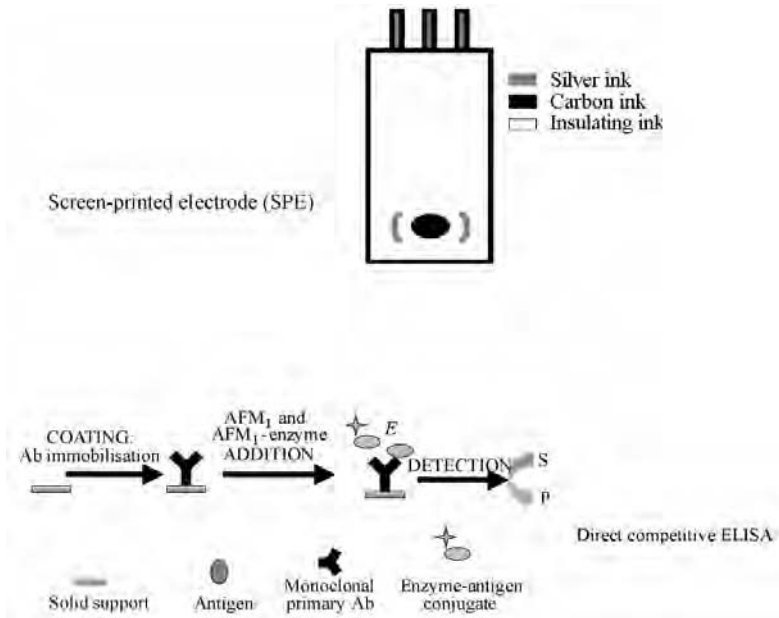 Silver ink
Carbon ink
Insulating ink
Screen-printed electrode (SPE)
COATING.
Ab immobilisation
AFM1 and
AFM1-enzyme
ADDITION
E
DETECTION
S
P
Direct competitive ELISA
Solid support
Antigen
Monoclonal
primary Ab
Enzyme-antigen
conjugate